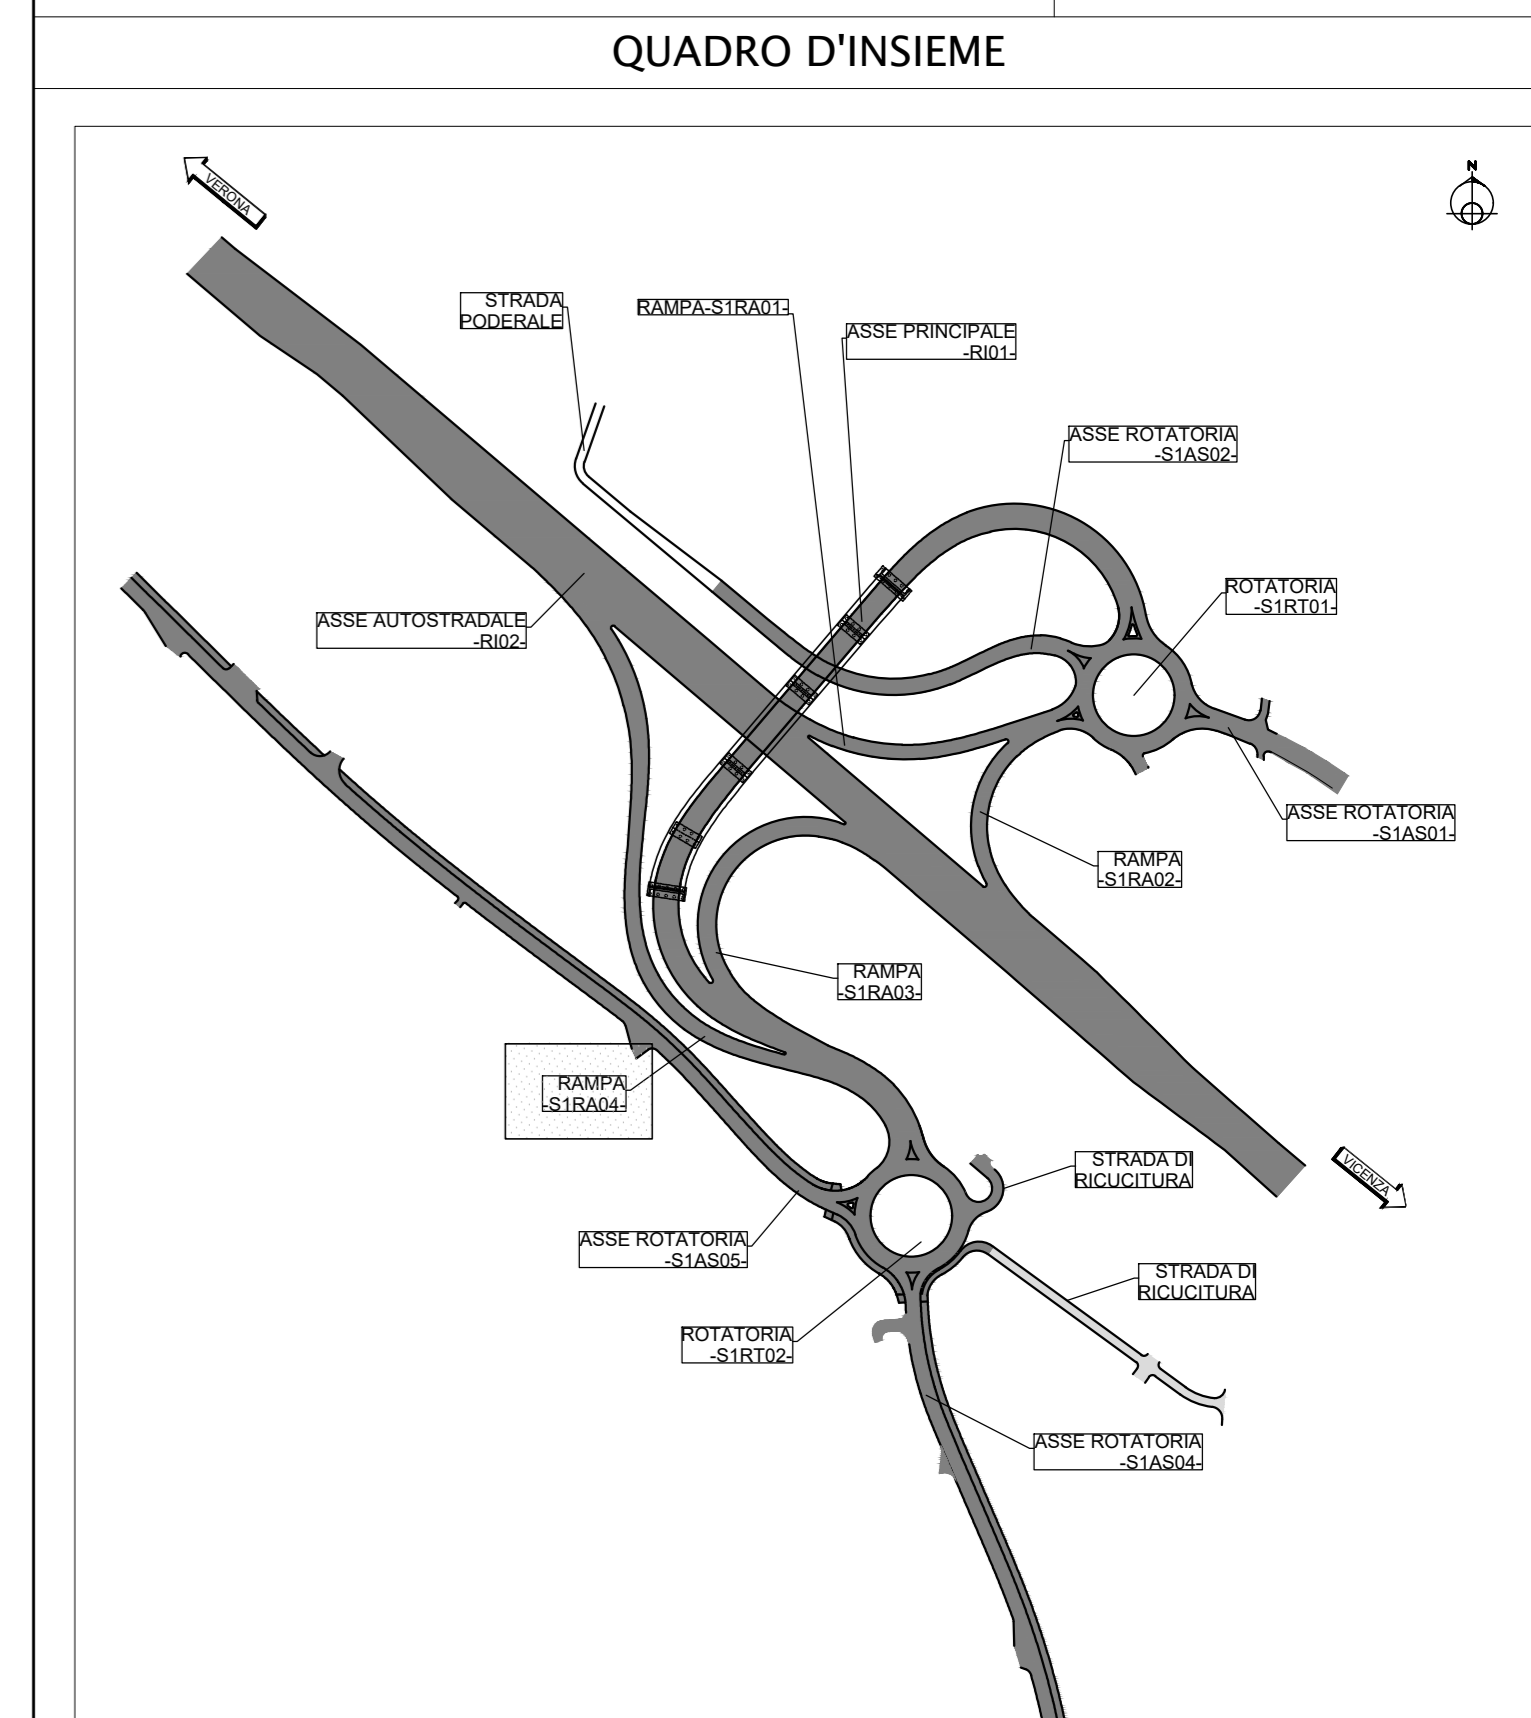 QUADRO D'INSIEME
VERONA
N
STRADA
PODERALE
RAMPA-S1RA01-
ASSE PRINCIPALE
-RI01-
ASSE ROTATORIA
-S1AS02-
ROTATORIA
-S1RT01-
ASSE AUTOSTRADALE
-RI02-
ASSE ROTATORIA
-S1AS01-
RAMPA
-S1RA02-
RAMPA
-S1RA03-
RAMPA
-S1RA04-
STRADA DI
RICUCITURA
VICENZA
ASSE ROTATORIA
-S1AS05-
STRADA DI
RICUCITURA
ROTATORIA
-S1RT02-
ASSE ROTATORIA
-S1AS04-